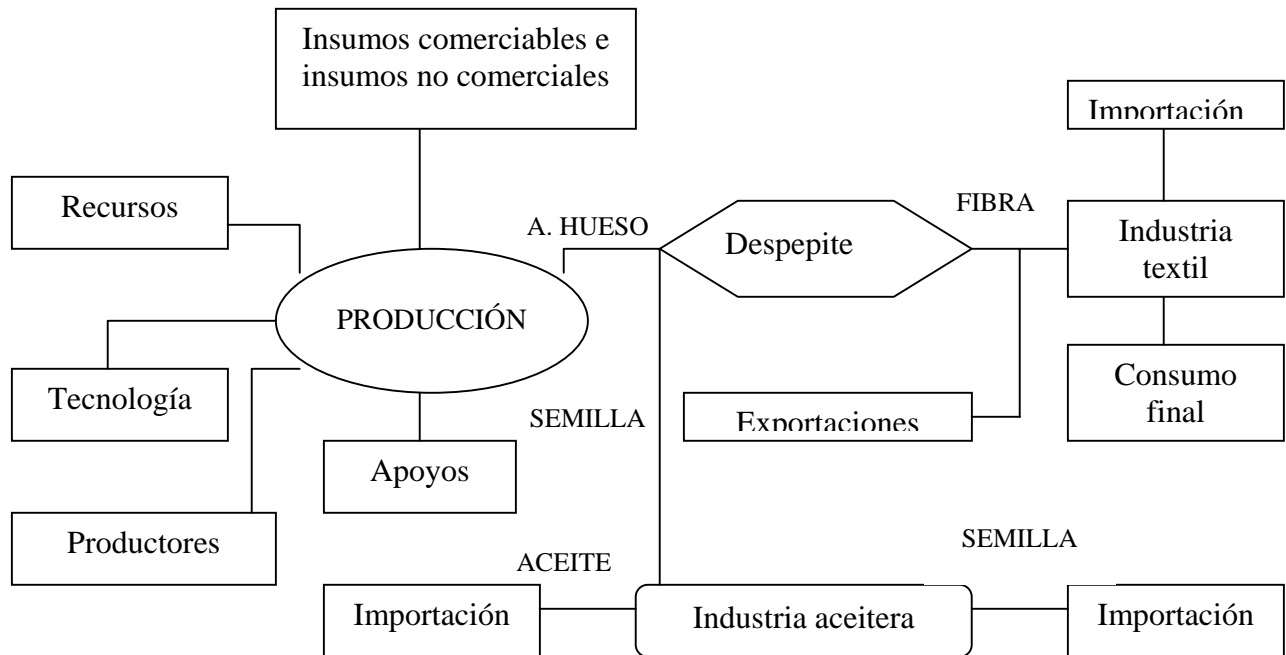 Insumos comerciables e
insumos no comerciales
Importación
Recursos
A. HUESO
FIBRA
Despepite
Industria
textil
PRODUCCIÓN
Tecnología
SEMILLA
Exportaciones
Consumo
final
Apoyos
Productores
ACEITE
SEMILLA
Importación
Industria aceitera
Importación